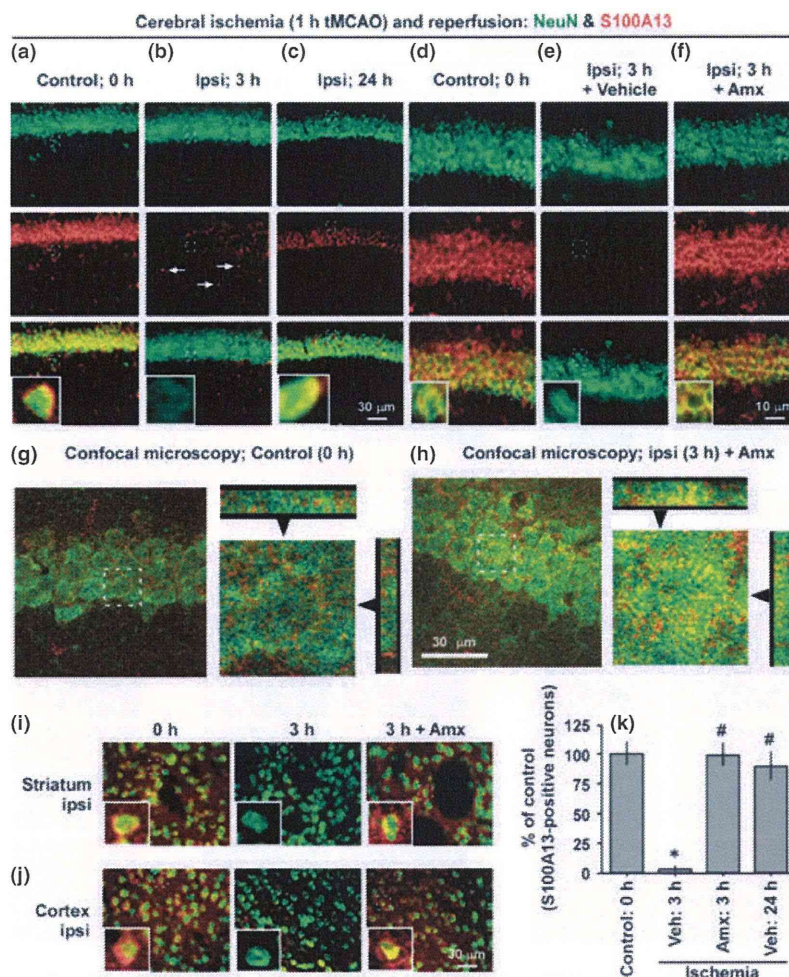 Cerebral ischemia (1 h tMCAO) and reperfusion: NeuN & S100A13
(a) (b) (c) (d) (e) (f)
Control; 0 h Ipsi; 3 h Ipsi; 24 h Control; 0 h Ipsi; 3 h + Vehicle Ipsi; 3 h + Amx
30 µm 10 µm
(g) Confocal microscopy; Control (0 h)
(h) Confocal microscopy; ipsi (3 h) + Amx
30 µm
(i) 0 h 3 h 3 h + Amx
Striatum
ipsi
(j)
Cortex
ipsi
30 µm
(k)
% of control
(S100A13-positive neurons)
125
100
75
50
25
0
* # #
Control: 0 h
Veh: 3 h
Amx: 3 h
Veh: 24 h
Ischemia